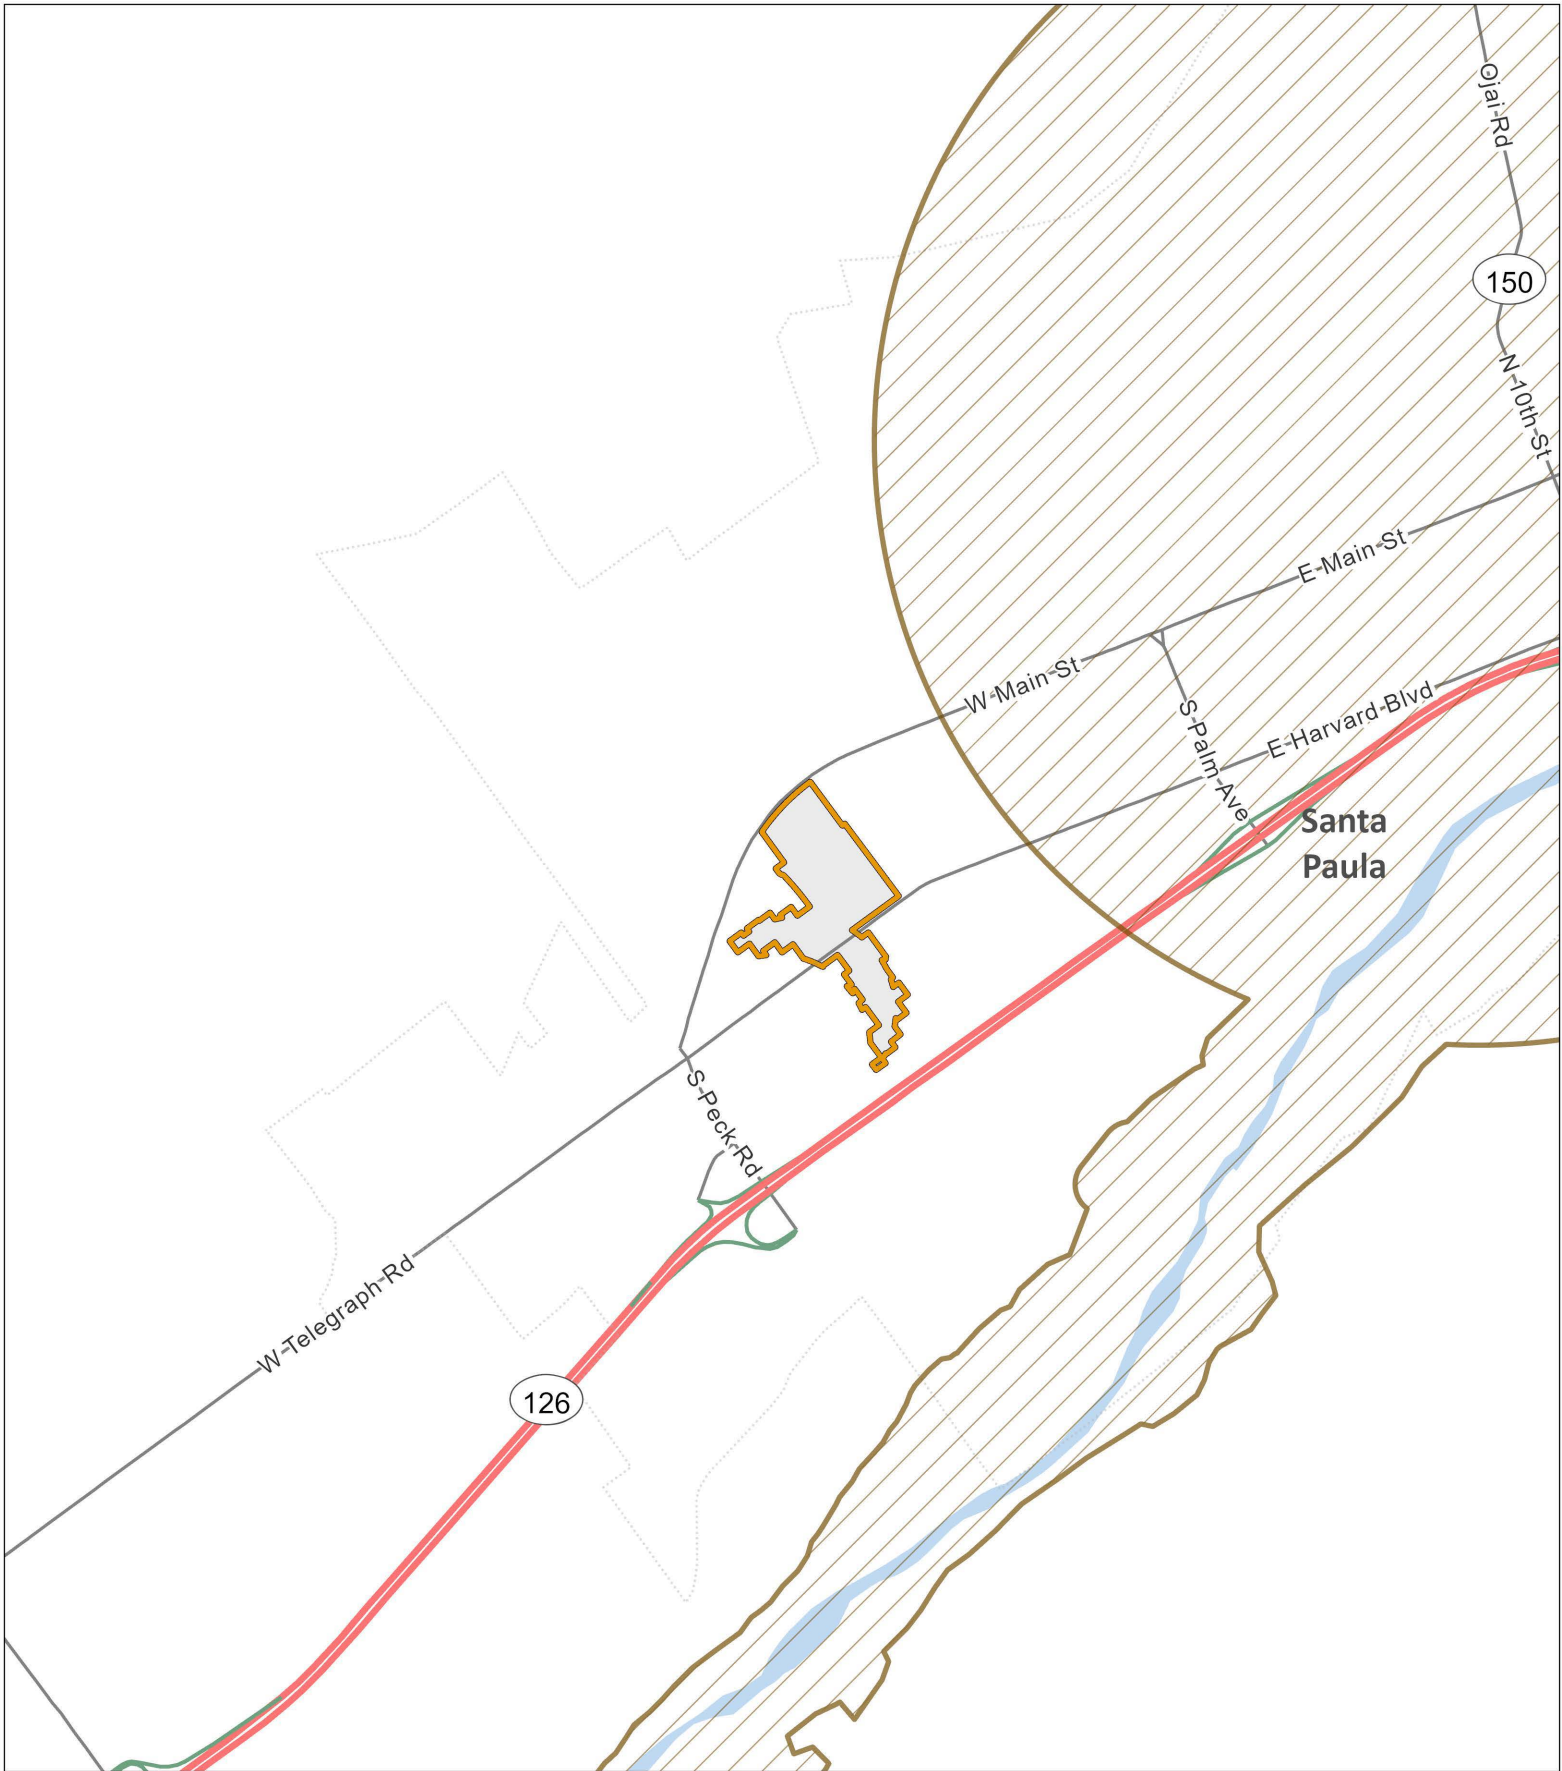 Ojai Rd
150
N 10th St
E Main St
W Main St
S Palm Ave
E Harvard Blvd
Santa
Paula
S Peck Rd
W Telegraph Rd
126